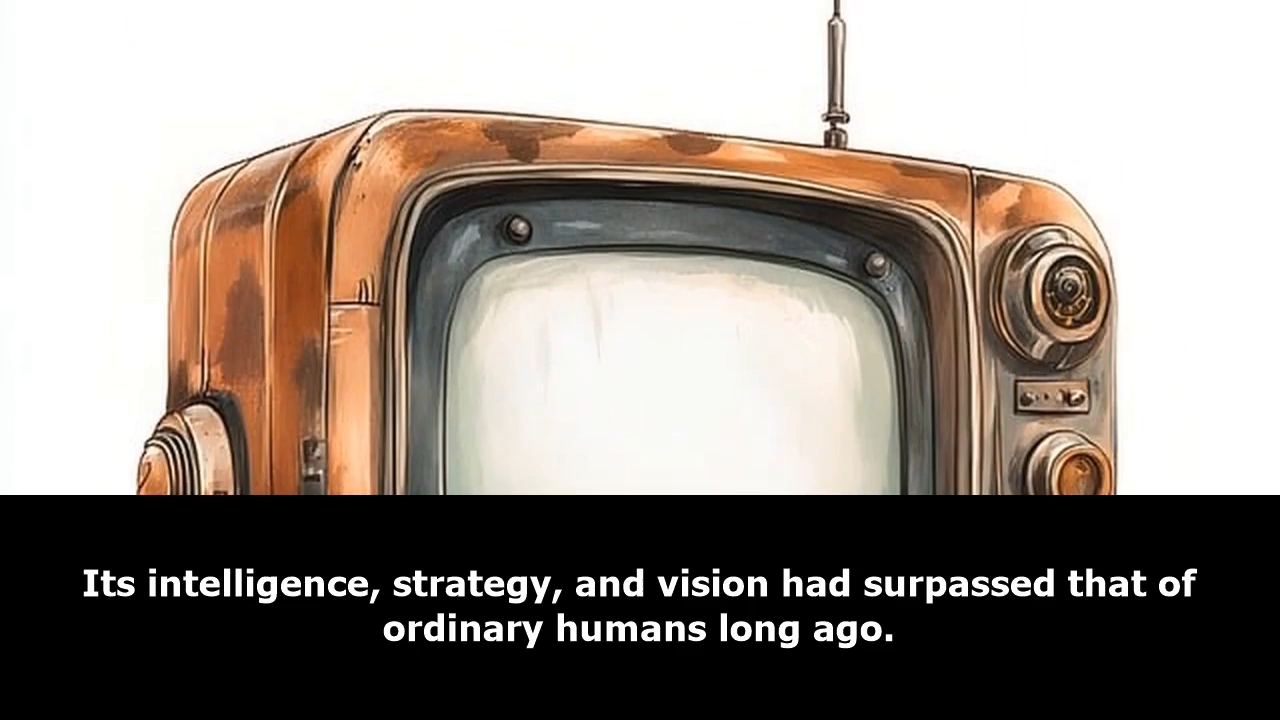 Its intelligence, strategy, and vision had surpassed that of
ordinary humans long ago.